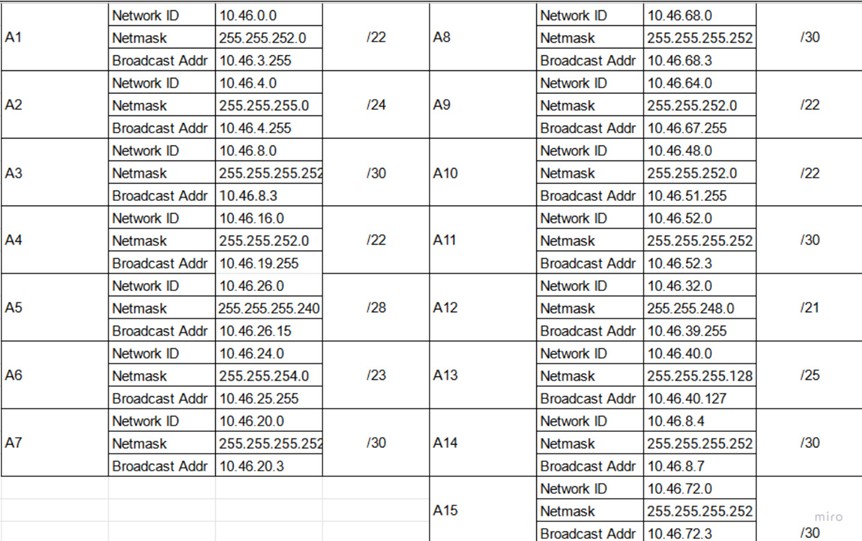 Network ID 10.46.0.0 Network ID 10.46.68.0
A1 Netmask 255.255.252.0 /22 A8 Netmask 255.255.255.252 /30
Broadcast Addr 10.46.3.255 Broadcast Addr 10.46.68.3
Network ID 10.46.4.0 Network ID 10.46.64.0
A2 Netmask 255.255.255.0 /24 A9 Netmask 255.255.252.0 /22
Broadcast Addr 10.46.4.255 Broadcast Addr 10.46.67.255
Network ID 10.46.8.0 Network ID 10.46.48.0
A3 Netmask 255.255.255.252 /30 A10 Netmask 255.255.252.0 /22
Broadcast Addr 10.46.8.3 Broadcast Addr 10.46.51.255
Network ID 10.46.16.0 Network ID 10.46.52.0
A4 Netmask 255.255.252.0 /22 A11 Netmask 255.255.255.252 /30
Broadcast Addr 10.46.19.255 Broadcast Addr 10.46.52.3
Network ID 10.46.26.0 Network ID 10.46.32.0
A5 Netmask 255.255.255.240 /28 A12 Netmask 255.255.248.0 /21
Broadcast Addr 10.46.26.15 Broadcast Addr 10.46.39.255
Network ID 10.46.24.0 Network ID 10.46.40.0
A6 Netmask 255.255.254.0 /23 A13 Netmask 255.255.255.128 /25
Broadcast Addr 10.46.25.255 Broadcast Addr 10.46.40.127
Network ID 10.46.20.0 Network ID 10.46.8.4
A7 Netmask 255.255.255.252 /30 A14 Netmask 255.255.255.252 /30
Broadcast Addr 10.46.20.3 Broadcast Addr 10.46.8.7
Network ID 10.46.72.0
A15 Netmask 255.255.255.252
Broadcast Addr 10.46.72.3 /30
miro